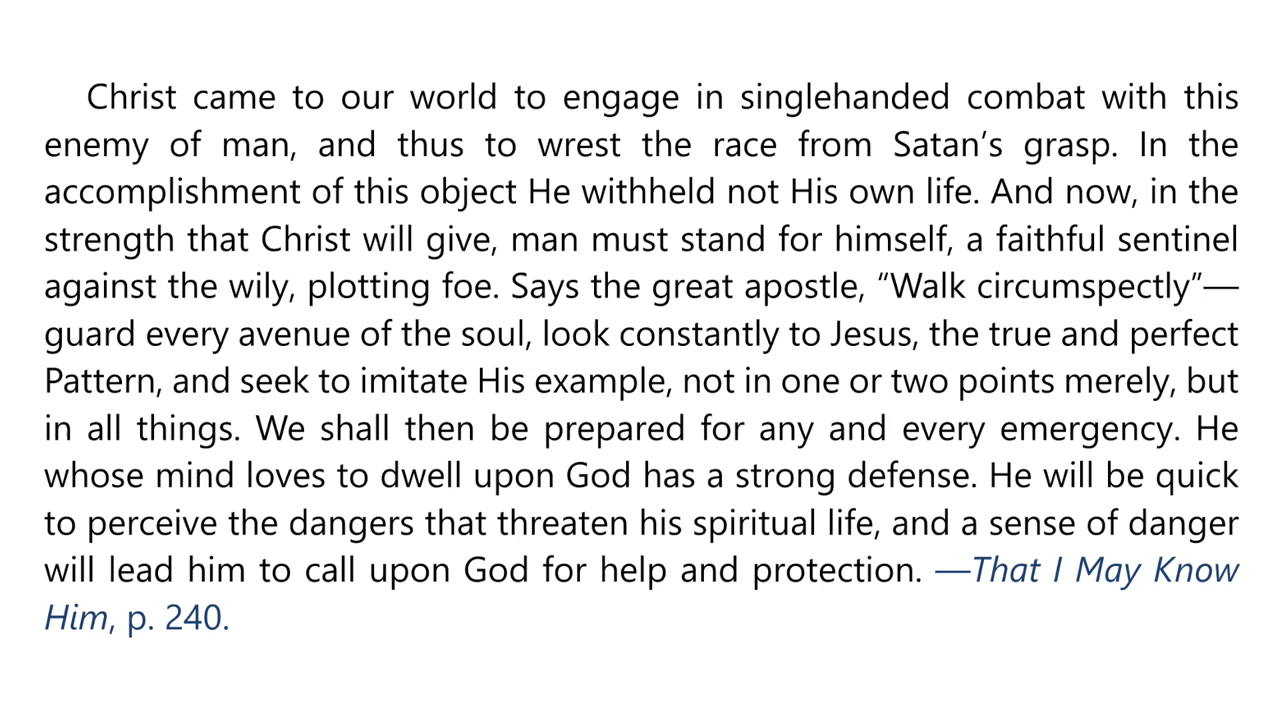 Christ came to our world to engage in singlehanded combat with this
enemy of man, and thus to wrest the race from Satan’s grasp. In the
accomplishment of this object He withheld not His own life. And now, in the
strength that Christ will give, man must stand for himself, a faithful sentinel
against the wily, plotting foe. Says the great apostle, “Walk circumspectly”—
guard every avenue of the soul, look constantly to Jesus, the true and perfect
Pattern, and seek to imitate His example, not in one or two points merely, but
in all things. We shall then be prepared for any and every emergency. He
whose mind loves to dwell upon God has a strong defense. He will be quick
to perceive the dangers that threaten his spiritual life, and a sense of danger
will lead him to call upon God for help and protection. —That I May Know
Him, p. 240.